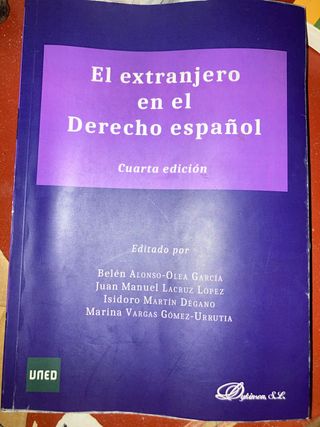 El extranjero
en el
Derecho español
Cuarta edición
Editado por
Belén Alonso-Olea García
Juan Manuel Lacruz López
Isidoro Martín Dégano
Marina Vargas Gómez-Urrutia
UNED
Dykinson, S.L.